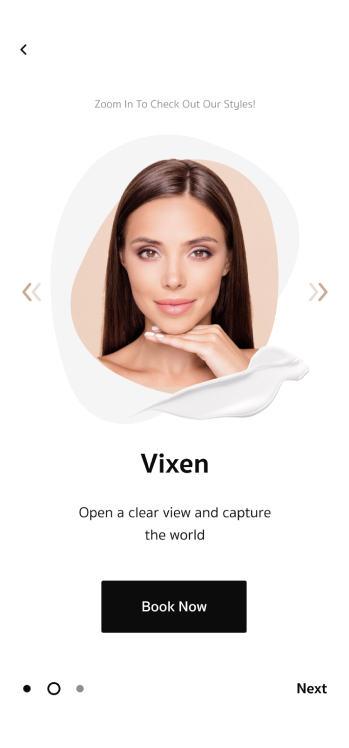 Zoom In To Check Out Our Styles!
Vixen
Open a clear view and capture
the world
Book Now
Next